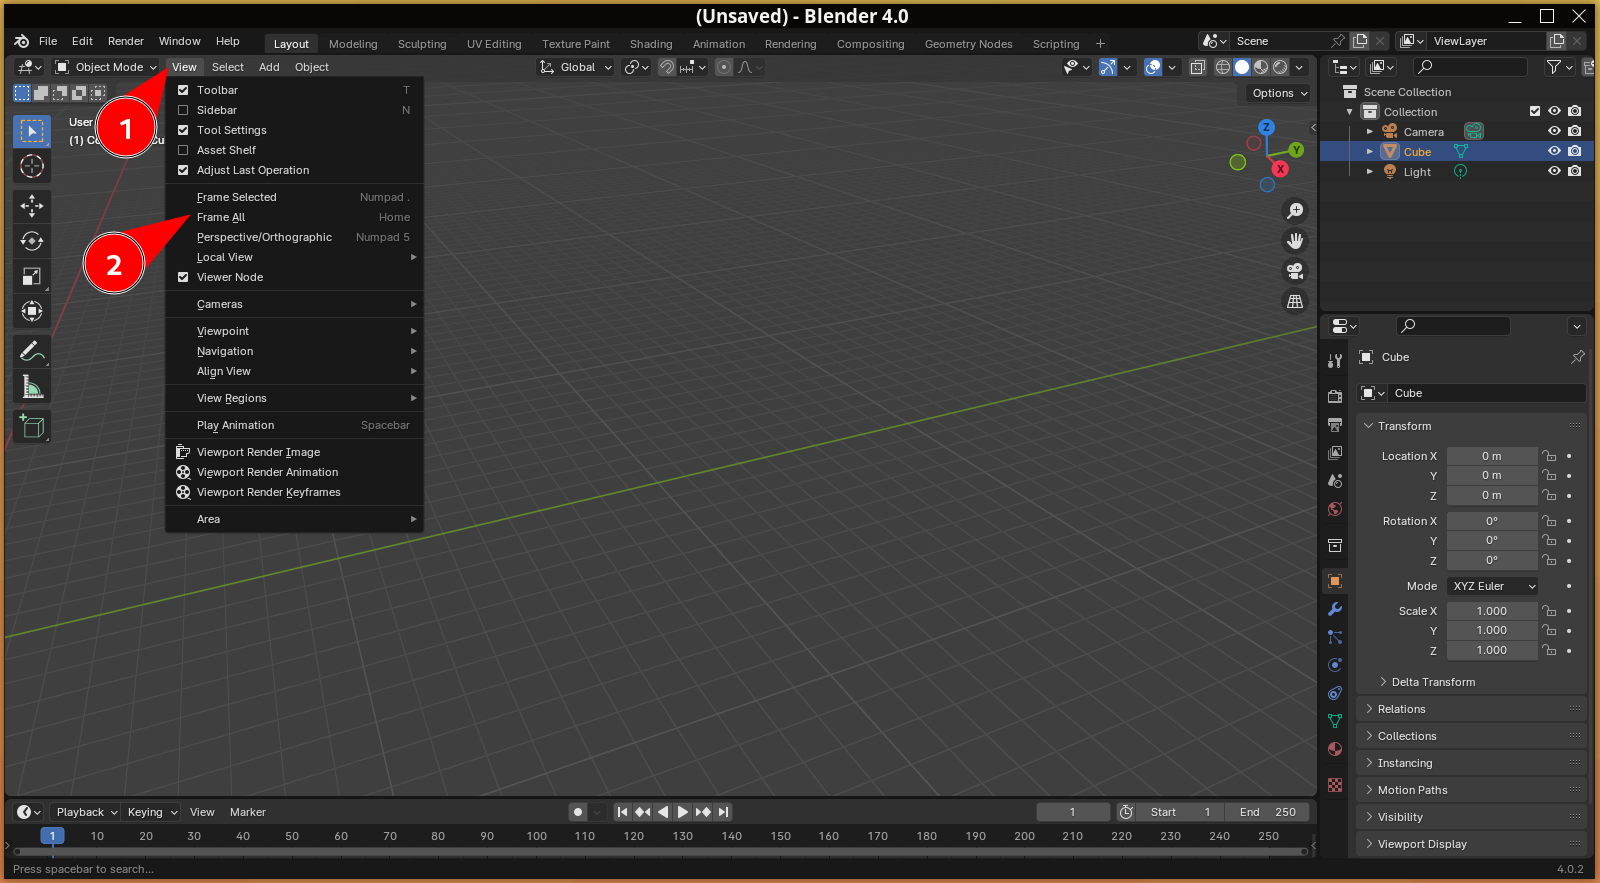 (Unsaved) - Blender 4.0
File Edit Render Window Help Layout Modeling Sculpting UV Editing Texture Paint Shading Animation Rendering Compositing Geometry Nodes Scripting + Scene ViewLayer
Object Mode View Select Add Object Global
Options
User
(1) Co
Cu
1
2
Toolbar T
Sidebar N
Tool Settings
Asset Shelf
Adjust Last Operation
Frame Selected Numpad .
Frame All Home
Perspective/Orthographic Numpad 5
Local View
Viewer Node
Cameras
Viewpoint
Navigation
Align View
View Regions
Play Animation Spacebar
Viewport Render Image
Viewport Render Animation
Viewport Render Keyframes
Area
Z
Y
X
Scene Collection
Collection
Camera
Cube
Light
Cube
Cube
Transform
Location X 0 m
Y 0 m
Z 0 m
Rotation X 0°
Y 0°
Z 0°
Mode XYZ Euler
Scale X 1.000
Y 1.000
Z 1.000
Delta Transform
Relations
Collections
Instancing
Motion Paths
Visibility
Viewport Display
Playback Keying View Marker 1 Start 1 End 250
1 10 20 30 40 50 60 70 80 90 100 110 120 130 140 150 160 170 180 190 200 210 220 230 240 250
Press spacebar to search... 4.0.2